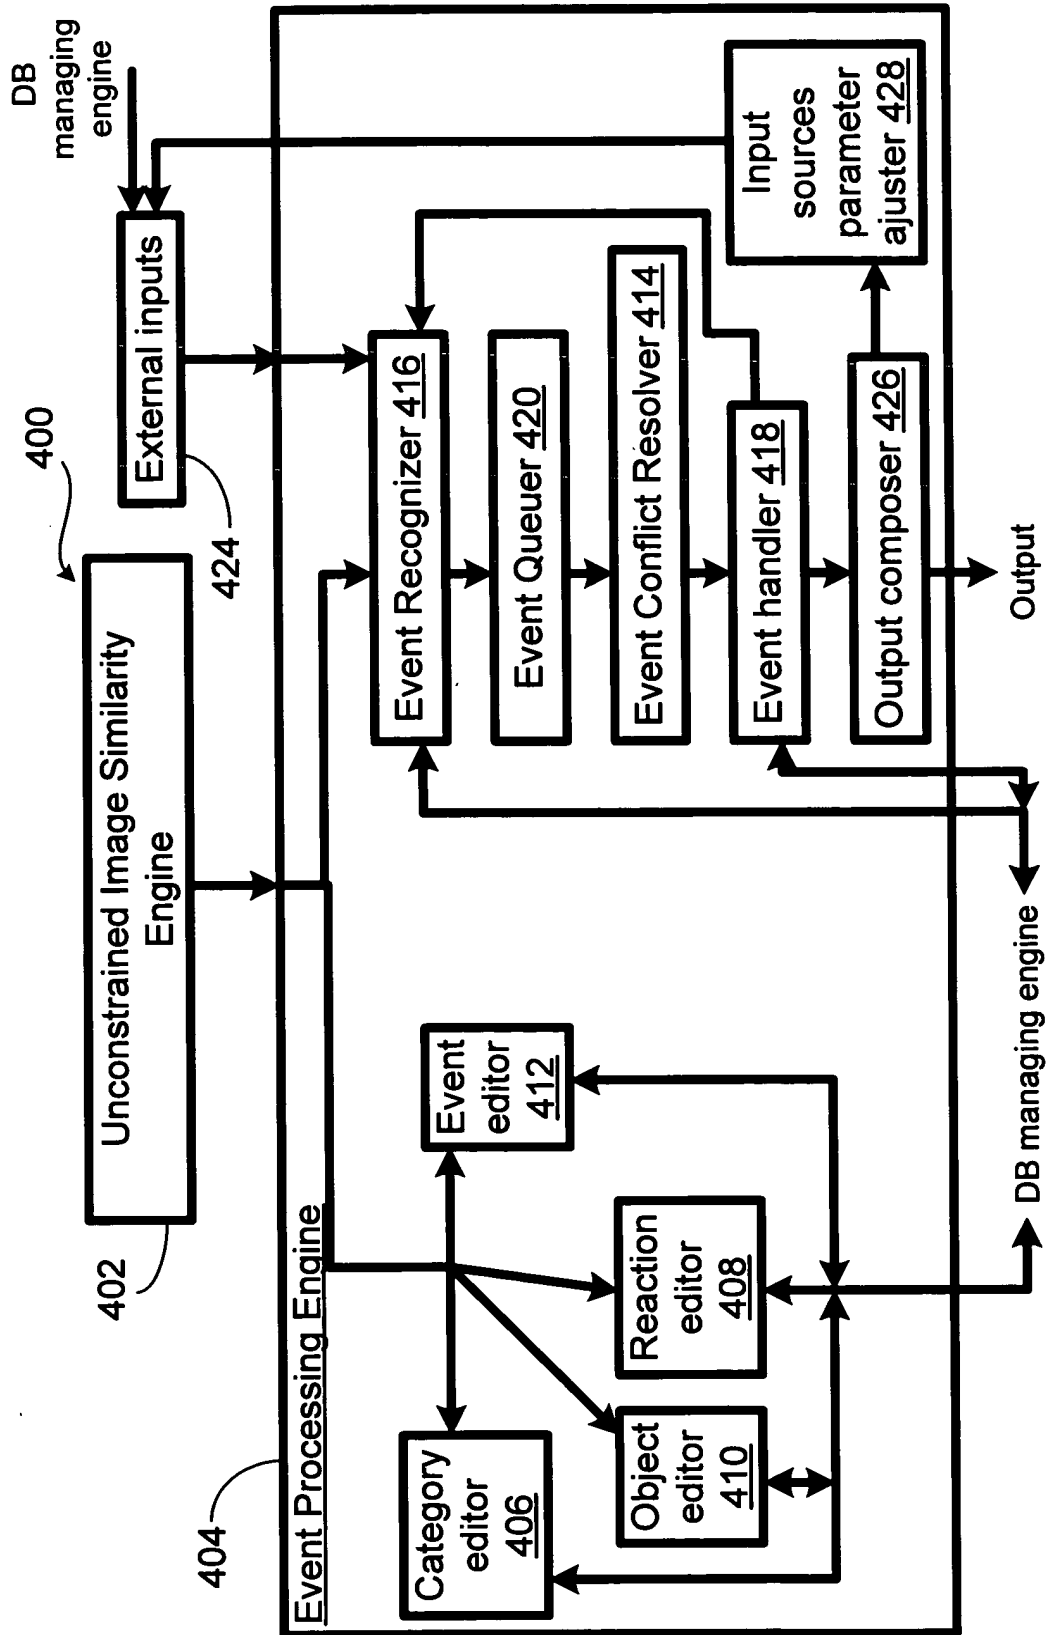 400
DB
managing
engine
Unconstrained Image Similarity
Engine
402
External inputs
424
404
Event Processing Engine
Category
editor
406
Event
editor
412
Object
editor
410
Reaction
editor
408
Event Recognizer 416
Event Queuer 420
Event Conflict Resolver 414
Event handler 418
Output composer 426
Input
sources
parameter
ajuster 428
DB managing engine
Output